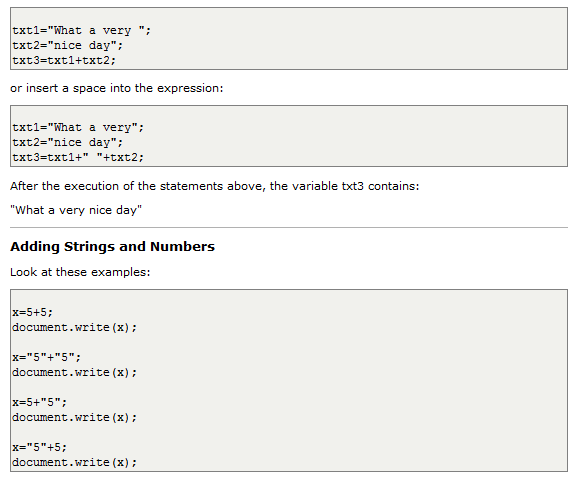 txt1="What a very ";
txt2="nice day";
txt3=txt1+txt2;
or insert a space into the expression:
txt1="What a very";
txt2="nice day";
txt3=txt1+" "+txt2;
After the execution of the statements above, the variable txt3 contains:
"What a very nice day"
Adding Strings and Numbers
Look at these examples:
x=5+5;
document.write(x);
x="5"+"5";
document.write(x);
x=5+"5";
document.write(x);
x="5"+5;
document.write(x);